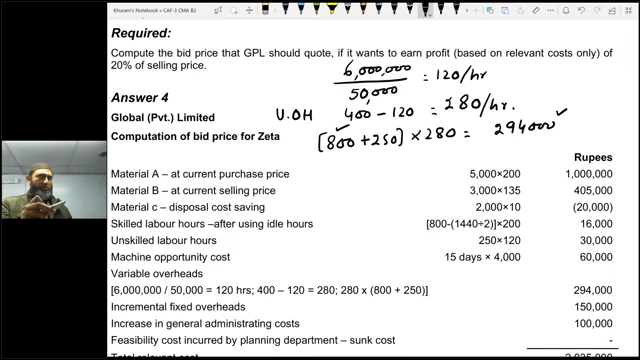 Khuram's Notebook » CAF-3 CMA B2
Required:
Compute the bid price that GPL should quote, if it wants to earn profit (based on relevant costs only) of
20% of selling price.
6,000,000 / 50,000 = 120/hr
Answer 4
U.OH 400 - 120 = 280/hr.
Global (Pvt.) Limited
Computation of bid price for Zeta
[800 + 250] × 280 = 294000
Rupees
Material A – at current purchase price 5,000×200 1,000,000
Material B – at current selling price 3,000×135 405,000
Material c – disposal cost saving 2,000×10 (20,000)
Skilled labour hours –after using idle hours [800-(1440÷2)]×200 16,000
Unskilled labour hours 250×120 30,000
Machine opportunity cost 15 days × 4,000 60,000
Variable overheads
[6,000,000 / 50,000 = 120 hrs; 400 – 120 = 280; 280 x (800 + 250)] 294,000
Incremental fixed overheads 150,000
Increase in general administrating costs 100,000
Feasibility cost incurred by planning department – sunk cost -
Total relevant cost 2,035,000